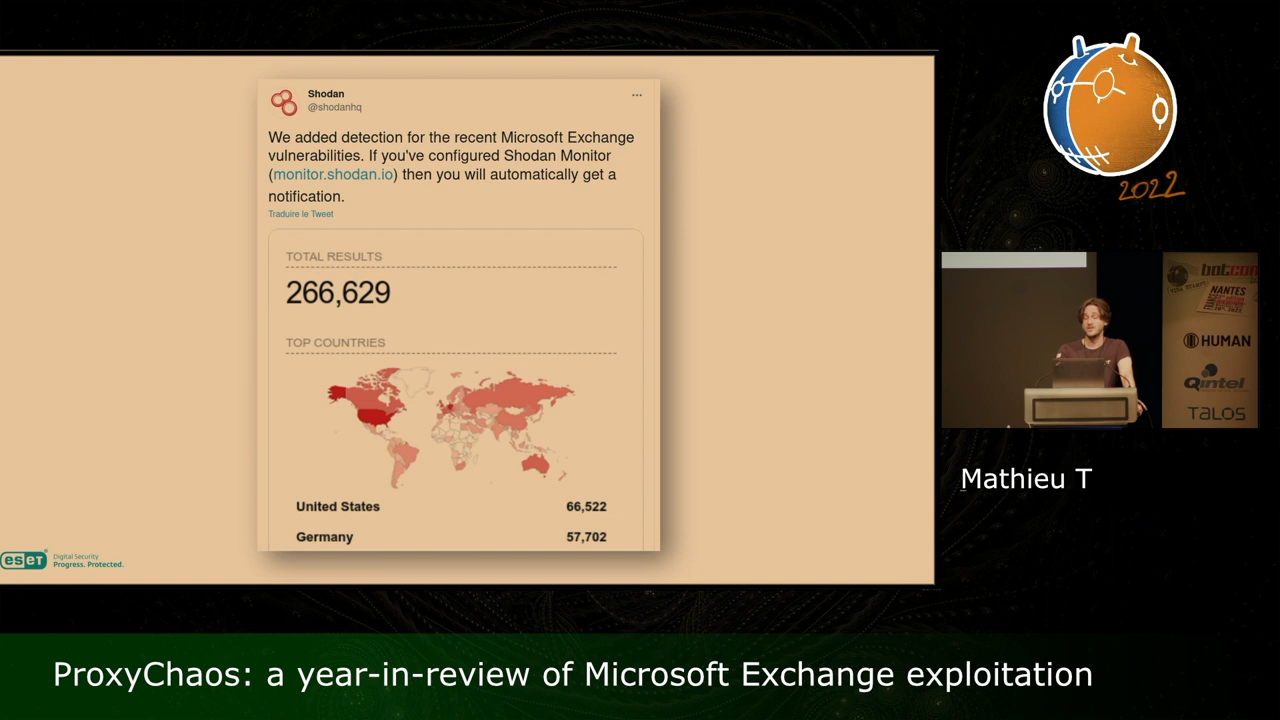 Shodan
@shodanhq
We added detection for the recent Microsoft Exchange
vulnerabilities. If you've configured Shodan Monitor
(monitor.shodan.io) then you will automatically get a
notification.
Traduire le Tweet
TOTAL RESULTS
266,629
TOP COUNTRIES
United States 66,522
Germany 57,702
eseT Digital Security
Progress. Protected.
2022
botcon
NANTES
HUMAN
Qintel
TALOS
Mathieu T
ProxyChaos: a year-in-review of Microsoft Exchange exploitation